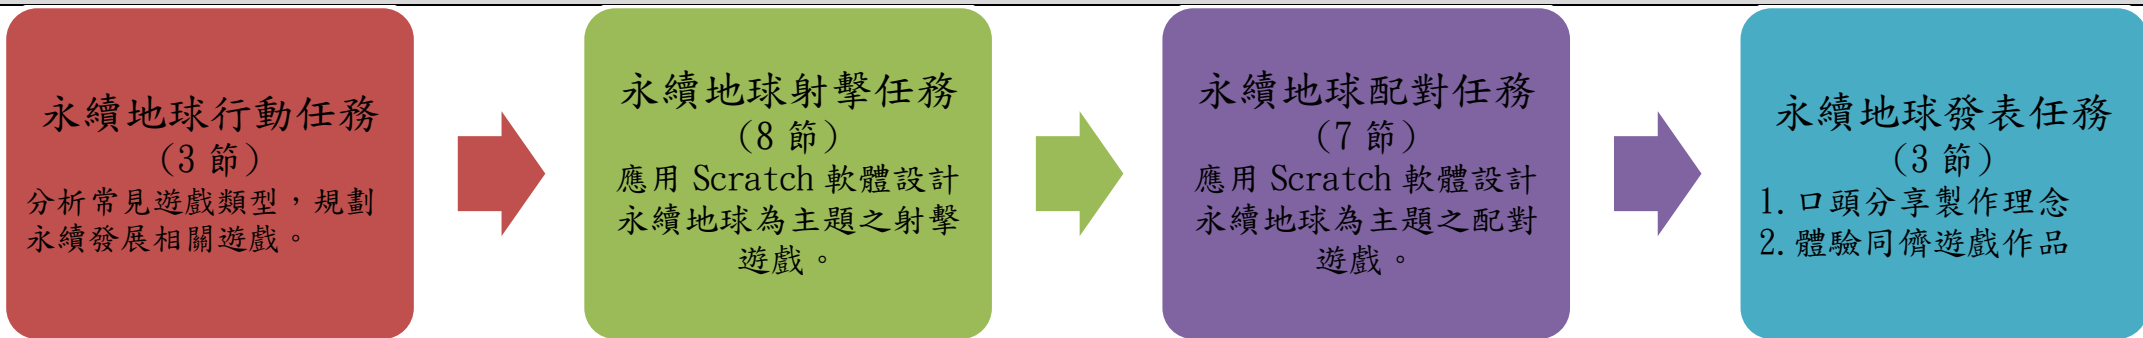 永續地球行動任務
(3 節)
分析常見遊戲類型，規劃
永續發展相關遊戲。
永續地球射擊任務
(8 節)
應用 Scratch 軟體設計
永續地球為主題之射擊
遊戲。
永續地球配對任務
(7 節)
應用 Scratch 軟體設計
永續地球為主題之配對
遊戲。
永續地球發表任務
(3 節)
1. 口頭分享製作理念
2. 體驗同儕遊戲作品